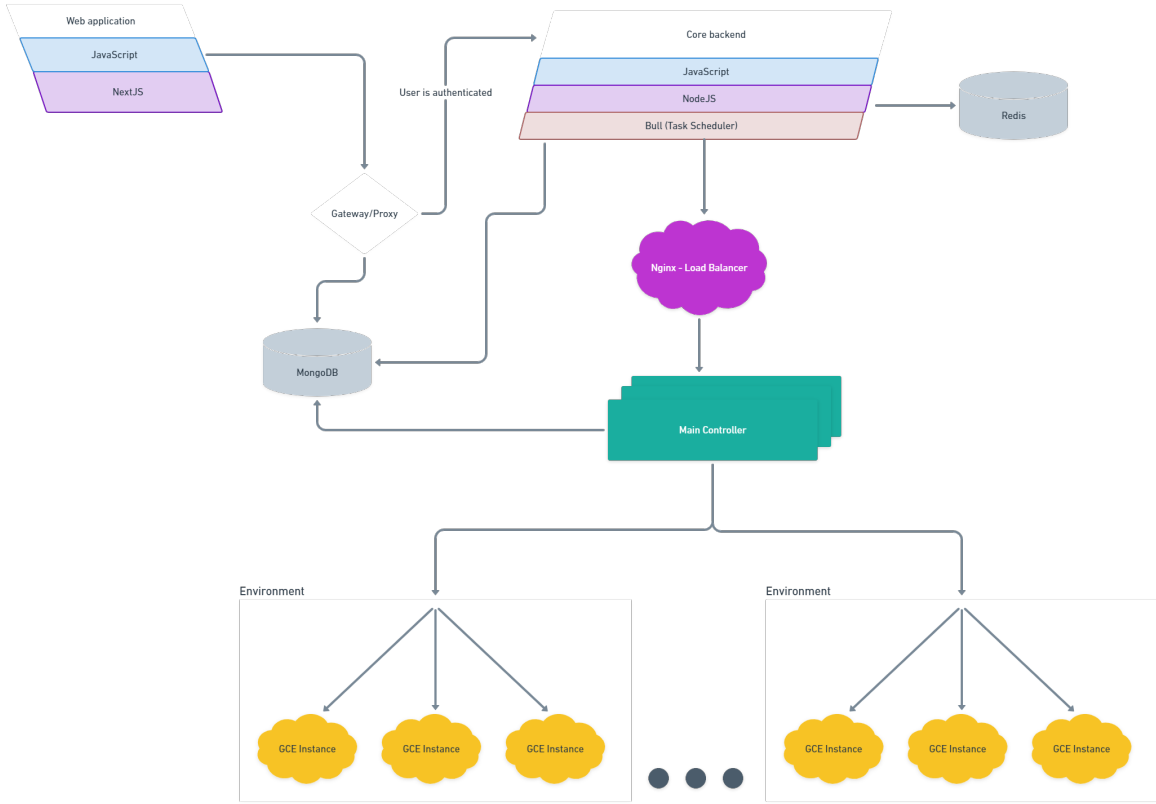 Web application
JavaScript
NextJS
Core backend
JavaScript
NodeJS
Bull (Task Scheduler)
User is authenticated
Redis
Gateway/Proxy
Nginx - Load Balancer
MongoDB
Main Controller
Environment
Environment
GCE Instance
GCE Instance
GCE Instance
GCE Instance
GCE Instance
GCE Instance